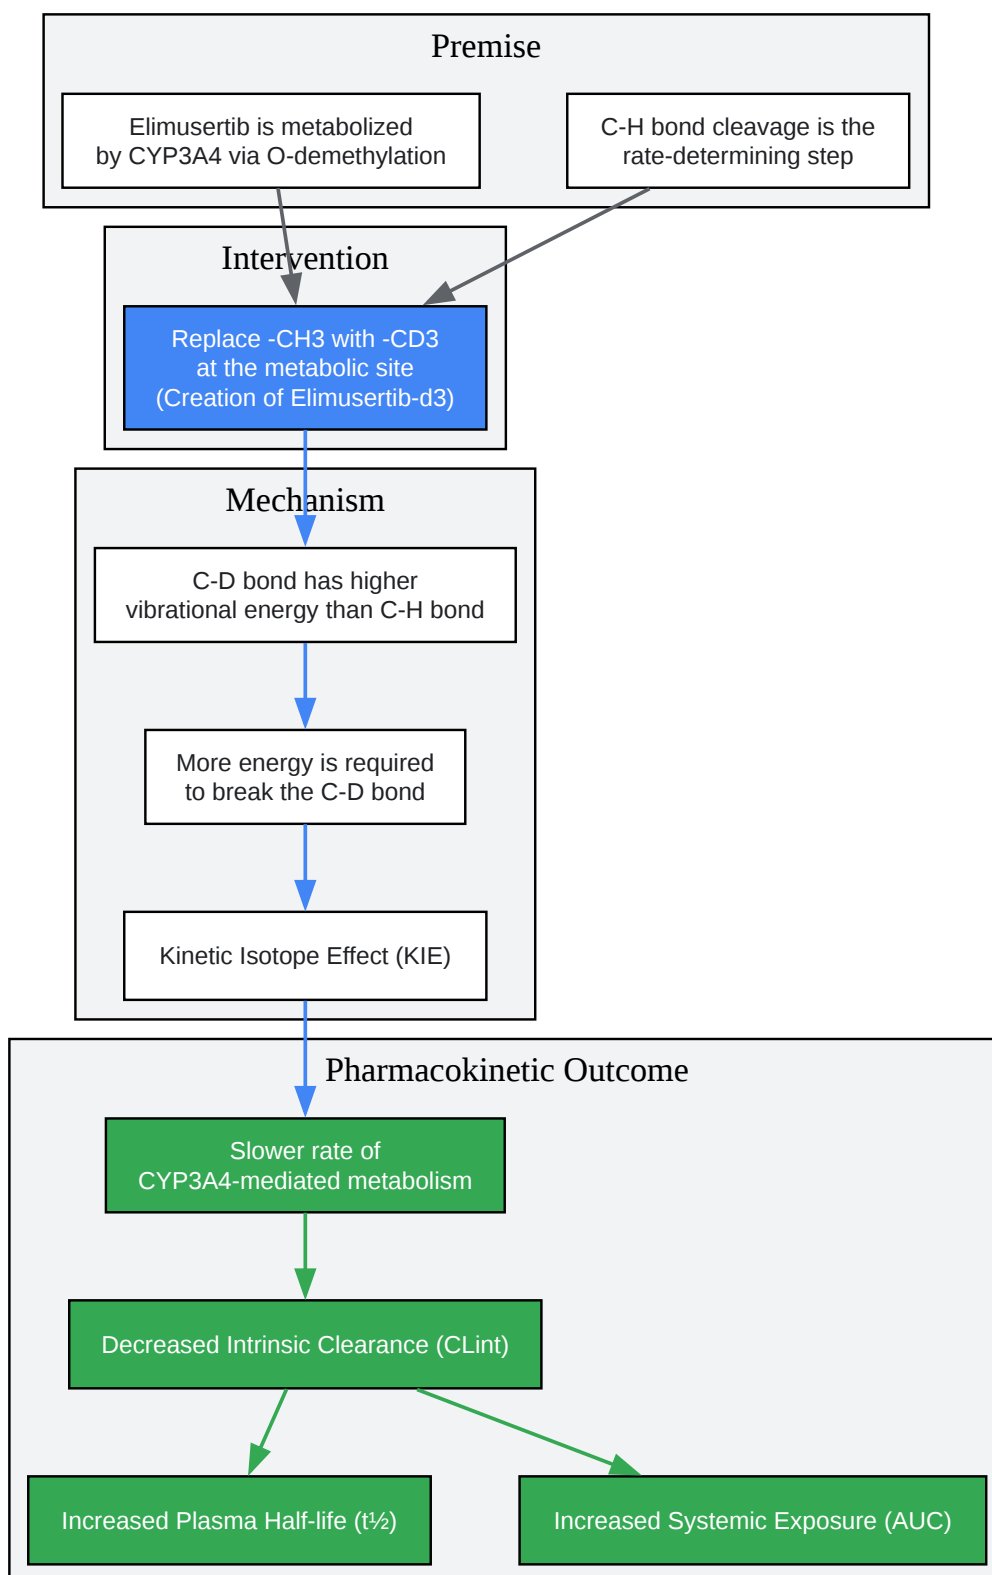 Premise
Elimusertib is metabolized
by CYP3A4 via O-demethylation
C-H bond cleavage is the
rate-determining step
Intervention
Replace -CH3 with -CD3
at the metabolic site
(Creation of Elimusertib-d3)
Mechanism
C-D bond has higher
vibrational energy than C-H bond
More energy is required
to break the C-D bond
Kinetic Isotope Effect (KIE)
Pharmacokinetic Outcome
Slower rate of
CYP3A4-mediated metabolism
Decreased Intrinsic Clearance (CLint)
Increased Plasma Half-life (t½)
Increased Systemic Exposure (AUC)